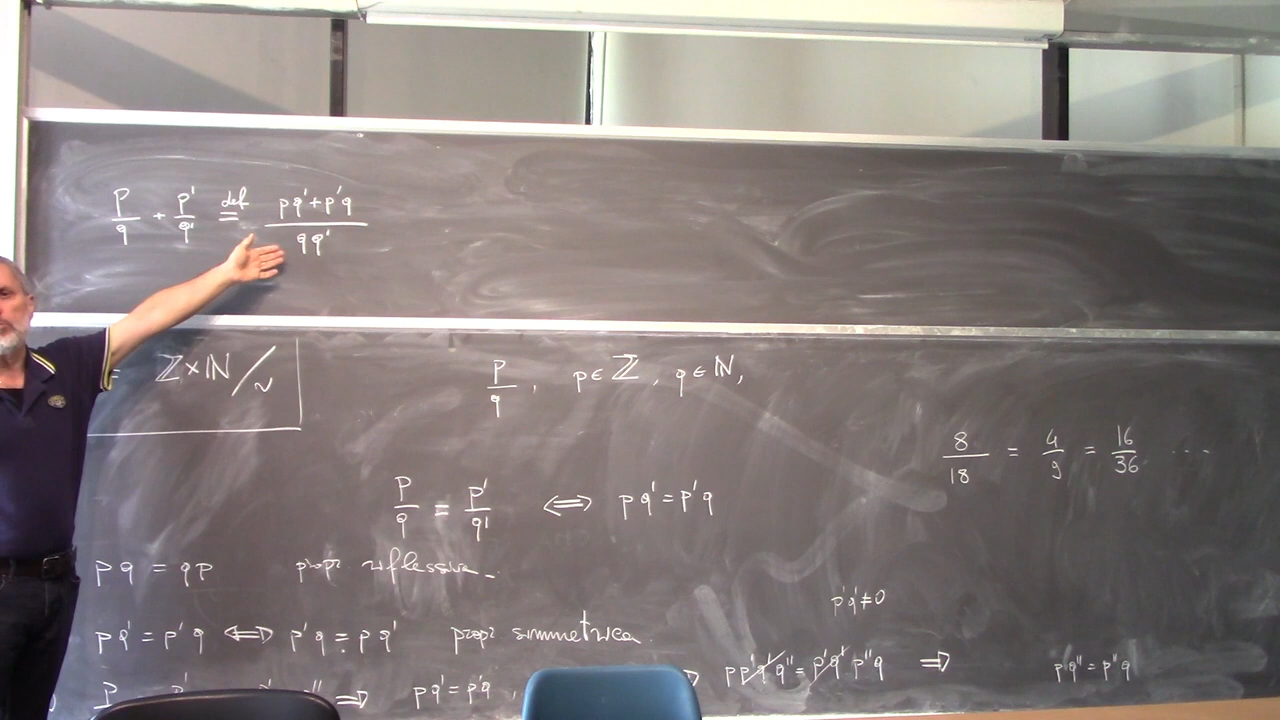 p/q + p'/q' def= (pq'+p'q)/(qq')
= ℤ×ℕ/~
p/q , p∈ℤ, q∈ℕ,
8/18 = 4/9 = 16/36 ...
p/q = p'/q' ⟺ pq'=p'q
pq = qp propr riflessiva
p'q'≠0
pq' = p'q ⟺ p'q = pq' propr simmetrica.
⇒ pq'=p'q , pp'q'q''=p'q'p''q ⇒ pq''=p''q